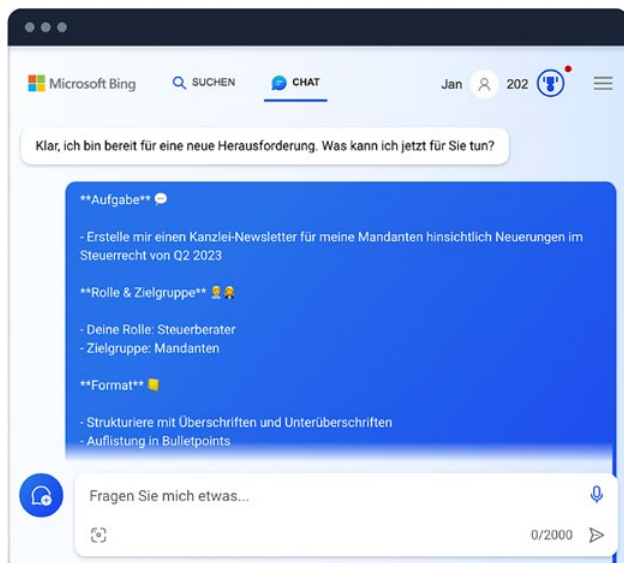 Microsoft Bing
SUCHEN
CHAT
Jan
202
Klar, ich bin bereit für eine neue Herausforderung. Was kann ich jetzt für Sie tun?
**Aufgabe** 💬
- Erstelle mir einen Kanzlei-Newsletter für meine Mandanten hinsichtlich Neuerungen im
Steuerrecht von Q2 2023
**Rolle & Zielgruppe** 🤵👰
- Deine Rolle: Steuerberater
- Zielgruppe: Mandanten
**Format** 📒
- Strukturiere mit Überschriften und Unterüberschriften
- Auflistung in Bulletpoints
Fragen Sie mich etwas...
0/2000